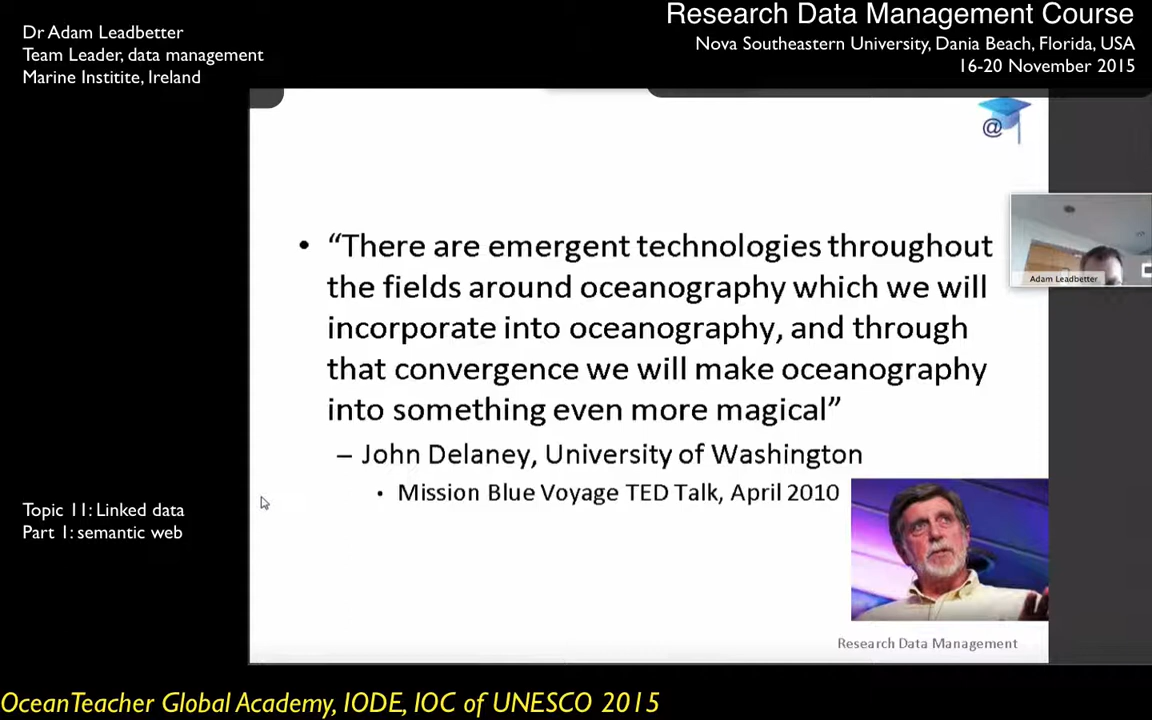 Dr Adam Leadbetter
Team Leader, data management
Marine Institite, Ireland
Research Data Management Course
Nova Southeastern University, Dania Beach, Florida, USA
16-20 November 2015
@
• “There are emergent technologies throughout
the fields around oceanography which we will
incorporate into oceanography, and through
that convergence we will make oceanography
into something even more magical”
– John Delaney, University of Washington
• Mission Blue Voyage TED Talk, April 2010
Adam Leadbetter
Topic 11: Linked data
Part 1: semantic web
Research Data Management
OceanTeacher Global Academy, IODE, IOC of UNESCO 2015